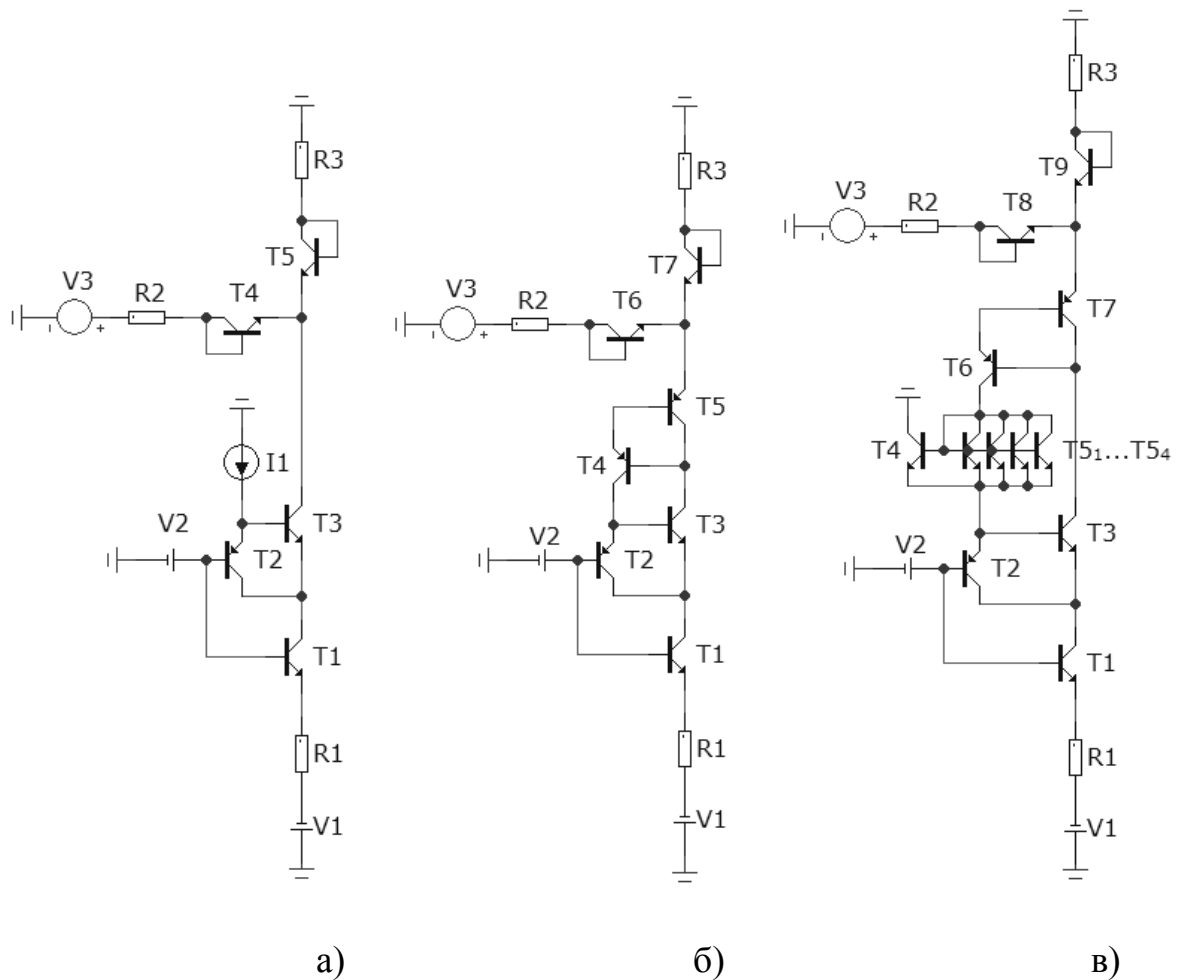 R3
T5
V3
R2
T4
I1
V2
T2
T3
T1
R1
V1
а)
R3
T7
V3
R2
T6
T5
T4
V2
T2
T3
T1
R1
V1
б)
R3
T9
V3
R2
T8
T7
T6
T4
T5₁...T5₄
V2
T2
T3
T1
R1
V1
в)